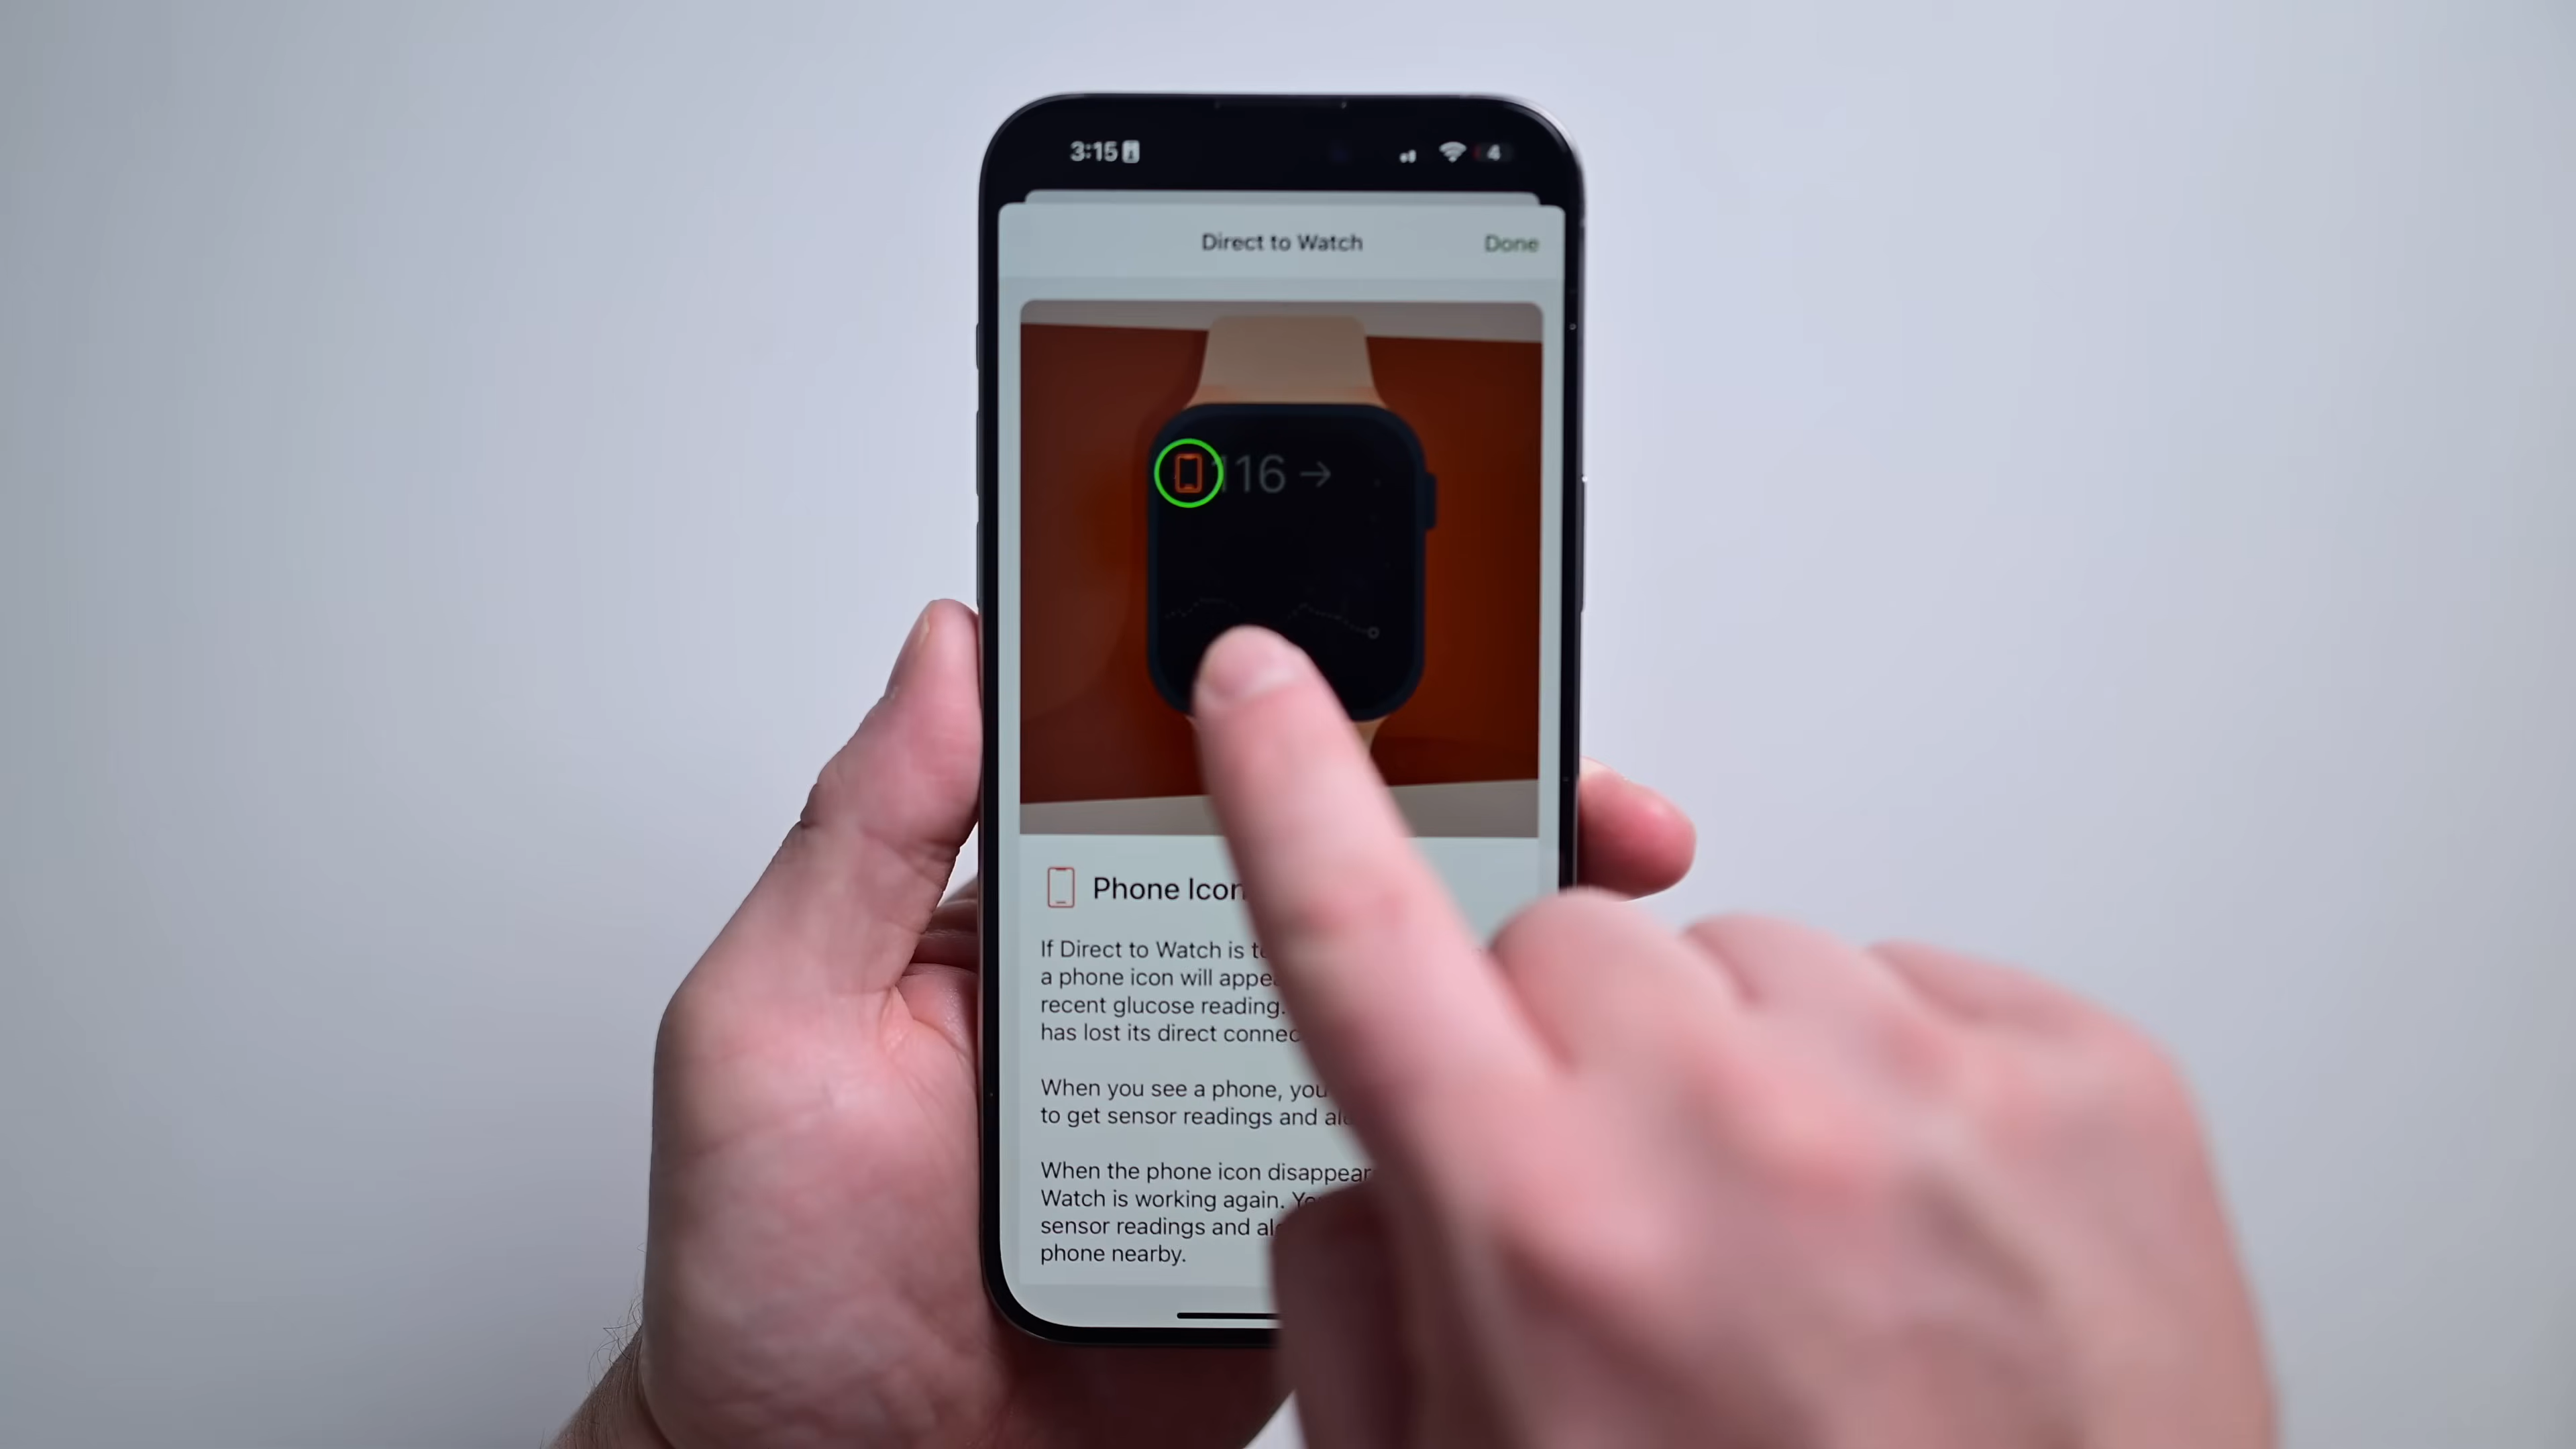 3:15
4
Direct to Watch Done
116 →
Phone Icon
If Direct to Watch is
a phone icon will appe
recent glucose reading.
has lost its direct connec
When you see a phone, you
to get sensor readings and
When the phone icon disappear
Watch is working again.
sensor readings and
phone nearby.